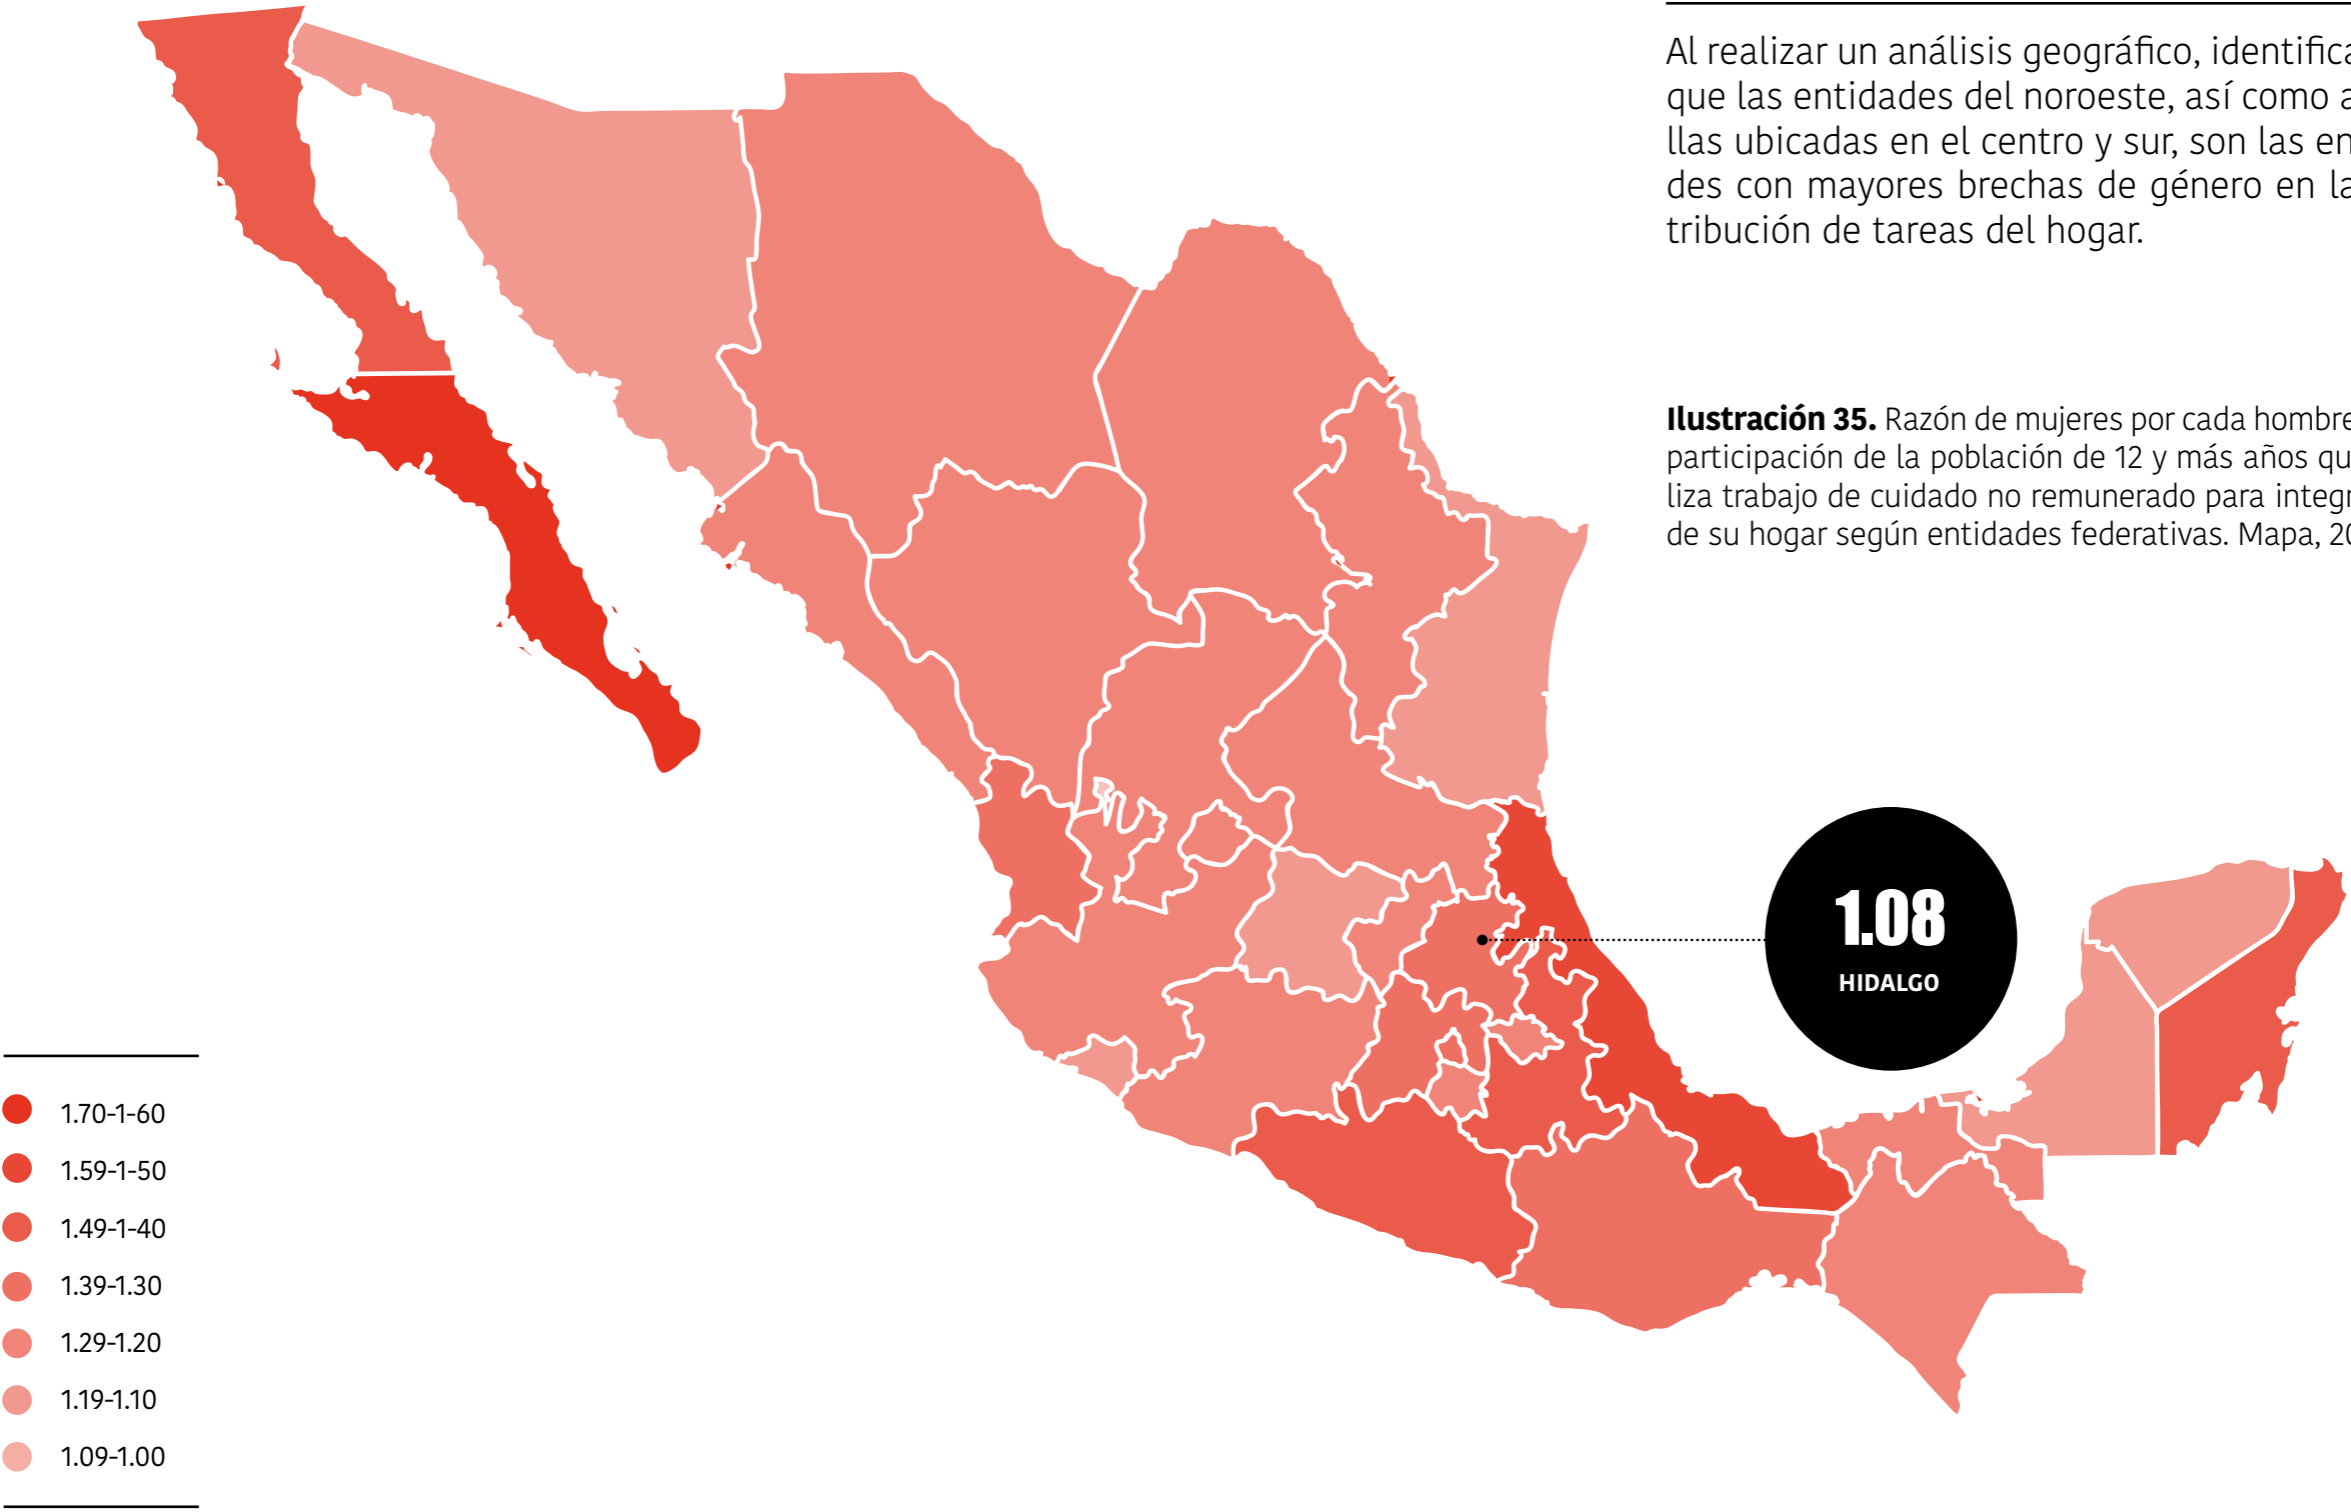 Al realizar un análisis geográfico, identifica
que las entidades del noroeste, así como a
llas ubicadas en el centro y sur, son las en
des con mayores brechas de género en la
tribución de tareas del hogar.
Ilustración 35. Razón de mujeres por cada hombre
participación de la población de 12 y más años qu
liza trabajo de cuidado no remunerado para integr
de su hogar según entidades federativas. Mapa, 20
1.08
HIDALGO
1.70-1-60
1.59-1-50
1.49-1-40
1.39-1.30
1.29-1.20
1.19-1.10
1.09-1.00